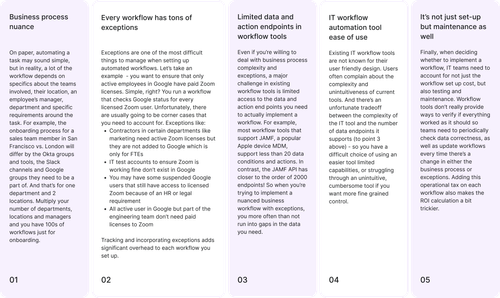 Business process
nuance
On paper, automating a
task may sound simple,
but in reality, a lot of the
workflow depends on
specifics about the teams
involved, their location, an
employee's manager,
department and specific
requirements around the
task. For example, the
onboarding process for a
sales team member in San
Francisco vs. London will
differ by the Okta groups
and tools, the Slack
channels and Google
groups they need to be a
part of. And that's for one
department and 2
locations. Multiply your
number of departments,
locations and managers
and you have 100s of
workflows just for
onboarding.
01
Every workflow has tons of
exceptions
Exceptions are one of the most difficult
things to manage when setting up
automated workflows. Let's take an
example - you want to ensure that only
active employees in Google have paid Zoom
licenses. Simple, right? You run a workflow
that checks Google status for every
licensed Zoom user. Unfortunately, there
are usually going to be corner cases that
you need to account for. Exceptions like:
• Contractors in certain departments like
marketing need active Zoom licenses but
they are not added to Google which is
only for FTEs
• IT test accounts to ensure Zoom is
working fine don't exist in Google
• You may have some suspended Google
users that still have access to licensed
Zoom because of an HR or legal
requirement
• All active user in Google but part of the
engineering team don't need paid
licenses to Zoom
Tracking and incorporating exceptions adds
significant overhead to each workflow you
set up.
02
Limited data and
action endpoints in
workflow tools
Even if you're willing to
deal with business process
complexity and
exceptions, a major
challenge in existing
workflow tools is limited
access to the data and
action end points you need
to actually implement a
workflow. For example,
most workflow tools that
support JAMF, a popular
Apple device MDM,
support less than 20 data
conditions and actions. In
contrast, the JAMF API has
closer to the order of 2000
endpoints! So when you're
trying to implement a
nuanced business
workflow with exceptions,
you more often than not
run into gaps in the data
you need.
03
IT workflow
automation tool
ease of use
Existing IT workflow tools
are not known for their
user friendly design. Users
often complain about the
complexity and
unintuitiveness of current
tools. And there's an
unfortunate tradeoff
between the complexity of
the IT tool and the number
of data endpoints it
supports (to point 3
above) - so you have a
difficult choice of using an
easier tool limited
capabilities, or struggling
through an unintuitive,
cumbersome tool if you
want more fine grained
control.
04
It's not just set-up
but maintenance as
well
Finally, when deciding
whether to implement a
workflow, IT teams need to
account for not just the
workflow set up cost, but
also testing and
maintenance. Workflow
tools don't really provide
ways to verify if everything
worked as it should so
teams need to periodically
check data correctness, as
well as update workflows
every time there's a
change in either the
business process or
exceptions. Adding this
operational tax on each
workflow also makes the
ROI calculation a bit
trickier.
05